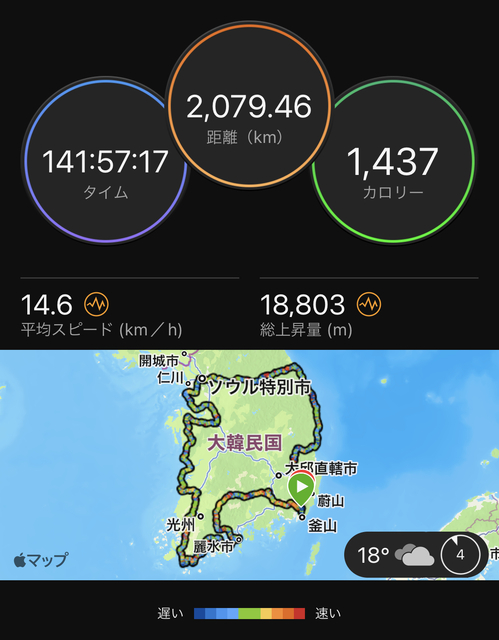 2,079.46
距離（km）
141:57:17
タイム
1,437
カロリー
14.6
平均スピード (km／h)
18,803
総上昇量 (m)
開城市
仁川
ソウル特別市
大韓民国
大邱直轄市
蔚山
光州
釜山
麗水市
マップ
18°
4
市
遅い
速い